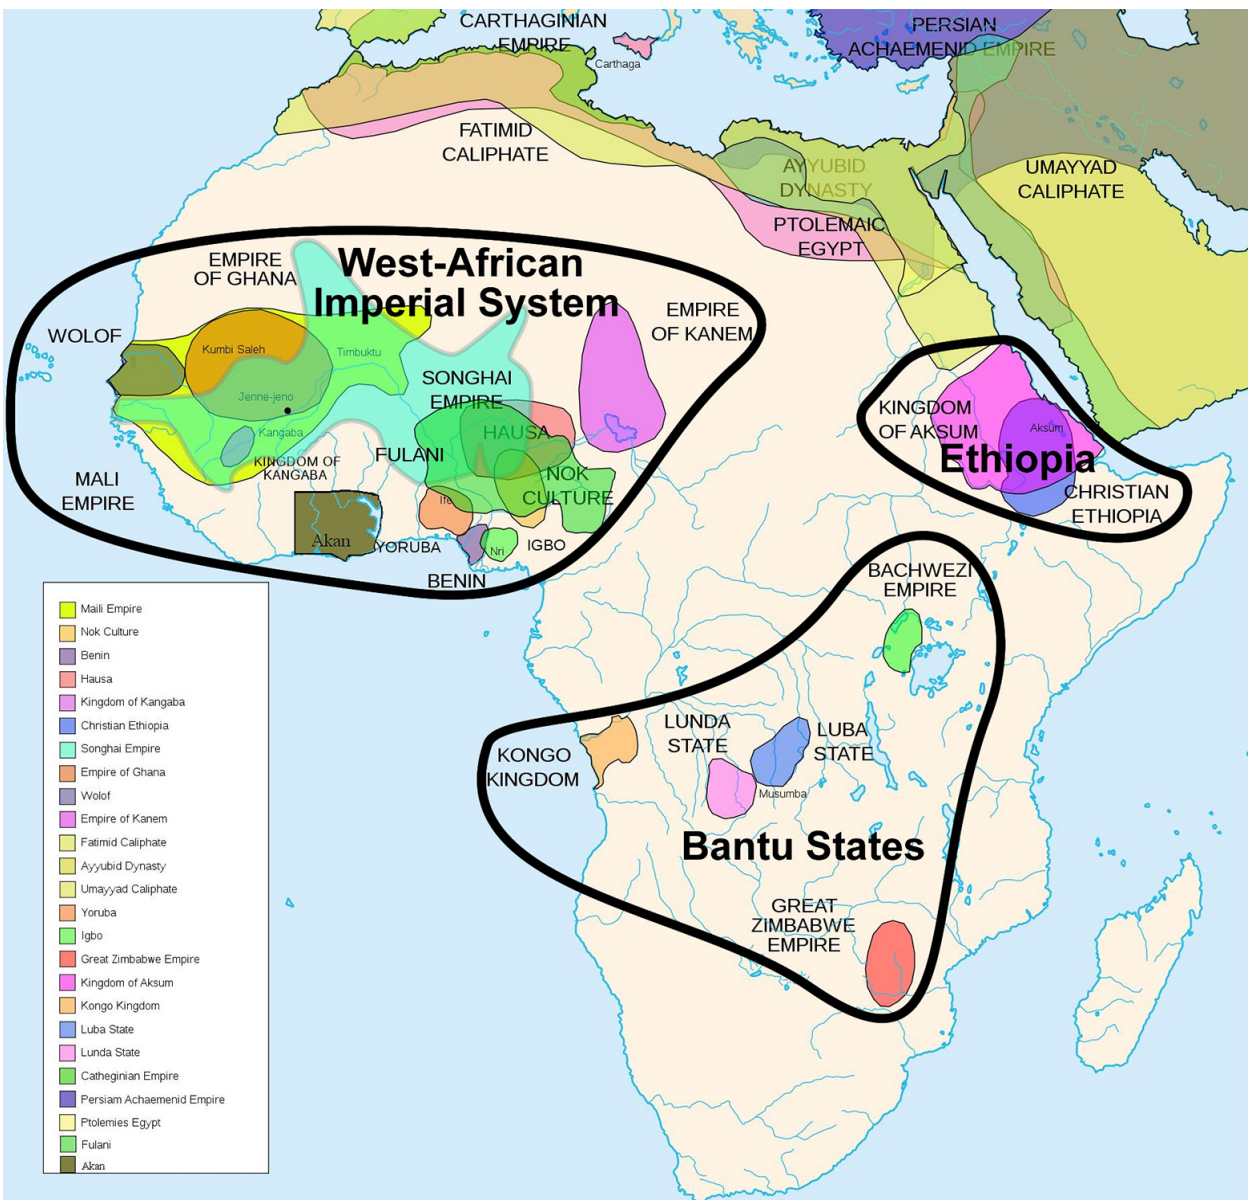 CARTHAGINIAN
EMPIRE
Carthaga
PERSIAN
ACHAEMENID EMPIRE
FATIMID
CALIPHATE
AYYUBID
DYNASTY
UMAYYAD
CALIPHATE
PTOLEMAIC
EGYPT
EMPIRE
OF GHANA
West-African
Imperial System
EMPIRE
OF KANEM
WOLOF
Kumbi Saleh
Timbuktu
Jenne-jeno
Kangaba
SONGHAI
EMPIRE
HAUSA
FULANI
KINGDOM OF
KANGABA
NOK
CULTURE
MALI
EMPIRE
Ife
Akan
YORUBA
Nri
IGBO
BENIN
KINGDOM
OF AKSUM
Aksum
Ethiopia
CHRISTIAN
ETHIOPIA
BACHWEZI
EMPIRE
LUNDA
STATE
LUBA
STATE
KONGO
KINGDOM
Musumba
Bantu States
GREAT
ZIMBABWE
EMPIRE
Maili Empire
Nok Culture
Benin
Hausa
Kingdom of Kangaba
Christian Ethiopia
Songhai Empire
Empire of Ghana
Wolof
Empire of Kanem
Fatimid Caliphate
Ayyubid Dynasty
Umayyad Caliphate
Yoruba
Igbo
Great Zimbabwe Empire
Kingdom of Aksum
Kongo Kingdom
Luba State
Lunda State
Catheginian Empire
Persiam Achaemenid Empire
Ptolemies Egypt
Fulani
Akan